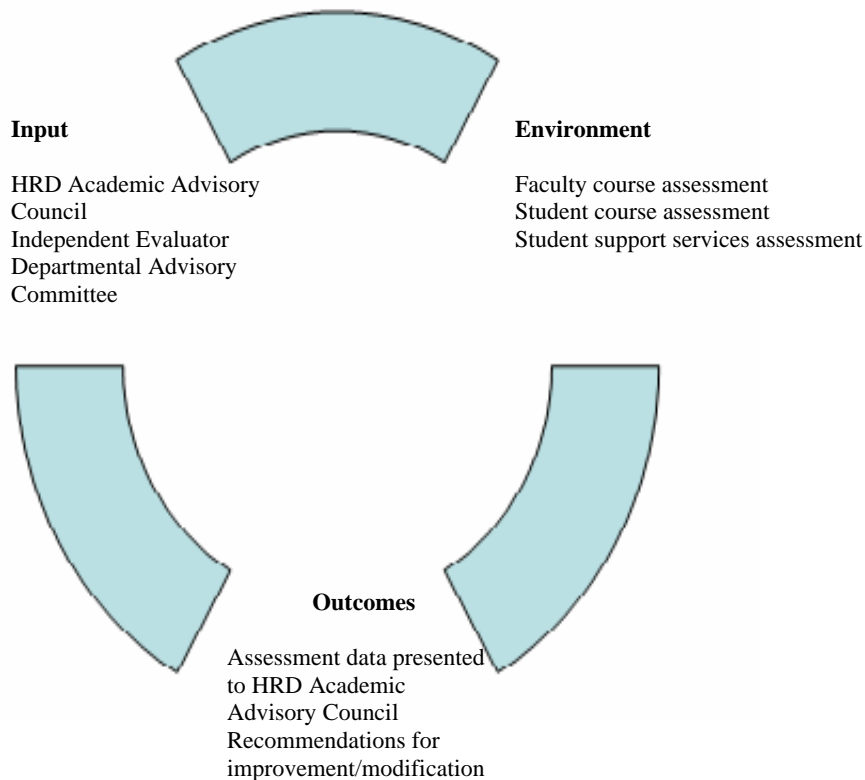 Input
HRD Academic Advisory
Council
Independent Evaluator
Departmental Advisory
Committee
Environment
Faculty course assessment
Student course assessment
Student support services assessment
Outcomes
Assessment data presented
to HRD Academic
Advisory Council
Recommendations for
improvement/modification